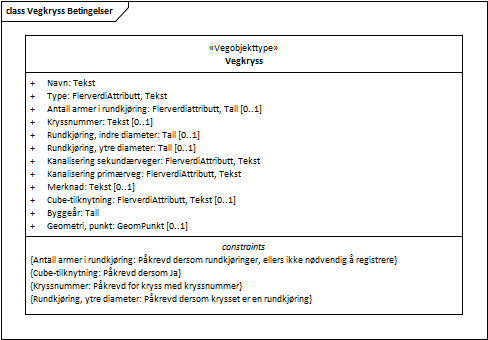 class Vegkryss Betingelser
«Vegobjekttype»
Vegkryss
+ Navn: Tekst
+ Type: FlerverdiAttributt, Tekst
+ Antall armer i rundkjøring: Flerverdiattributt, Tall [0..1]
+ Kryssnummer: Tekst [0..1]
+ Rundkjøring, indre diameter: Tall [0..1]
+ Rundkjøring, ytre diameter: Tall [0..1]
+ Kanalisering sekundærveger: FlerverdiAttributt, Tekst
+ Kanalisering primærveg: FlerverdiAttributt, Tekst
+ Merknad: Tekst [0..1]
+ Cube-tilknytning: FlerverdiAttributt, Tekst [0..1]
+ Byggeår: Tall
+ Geometri, punkt: GeomPunkt [0..1]
constraints
{Antall armer i rundkjøring: Påkrevd dersom rundkjøringer, ellers ikke nødvendig å registrere}
{Cube-tilknytning: Påkrevd dersom Ja}
{Kryssnummer: Påkrevd for kryss med kryssnummer}
{Rundkjøring, ytre diameter: Påkrevd dersom krysset er en rundkjøring}